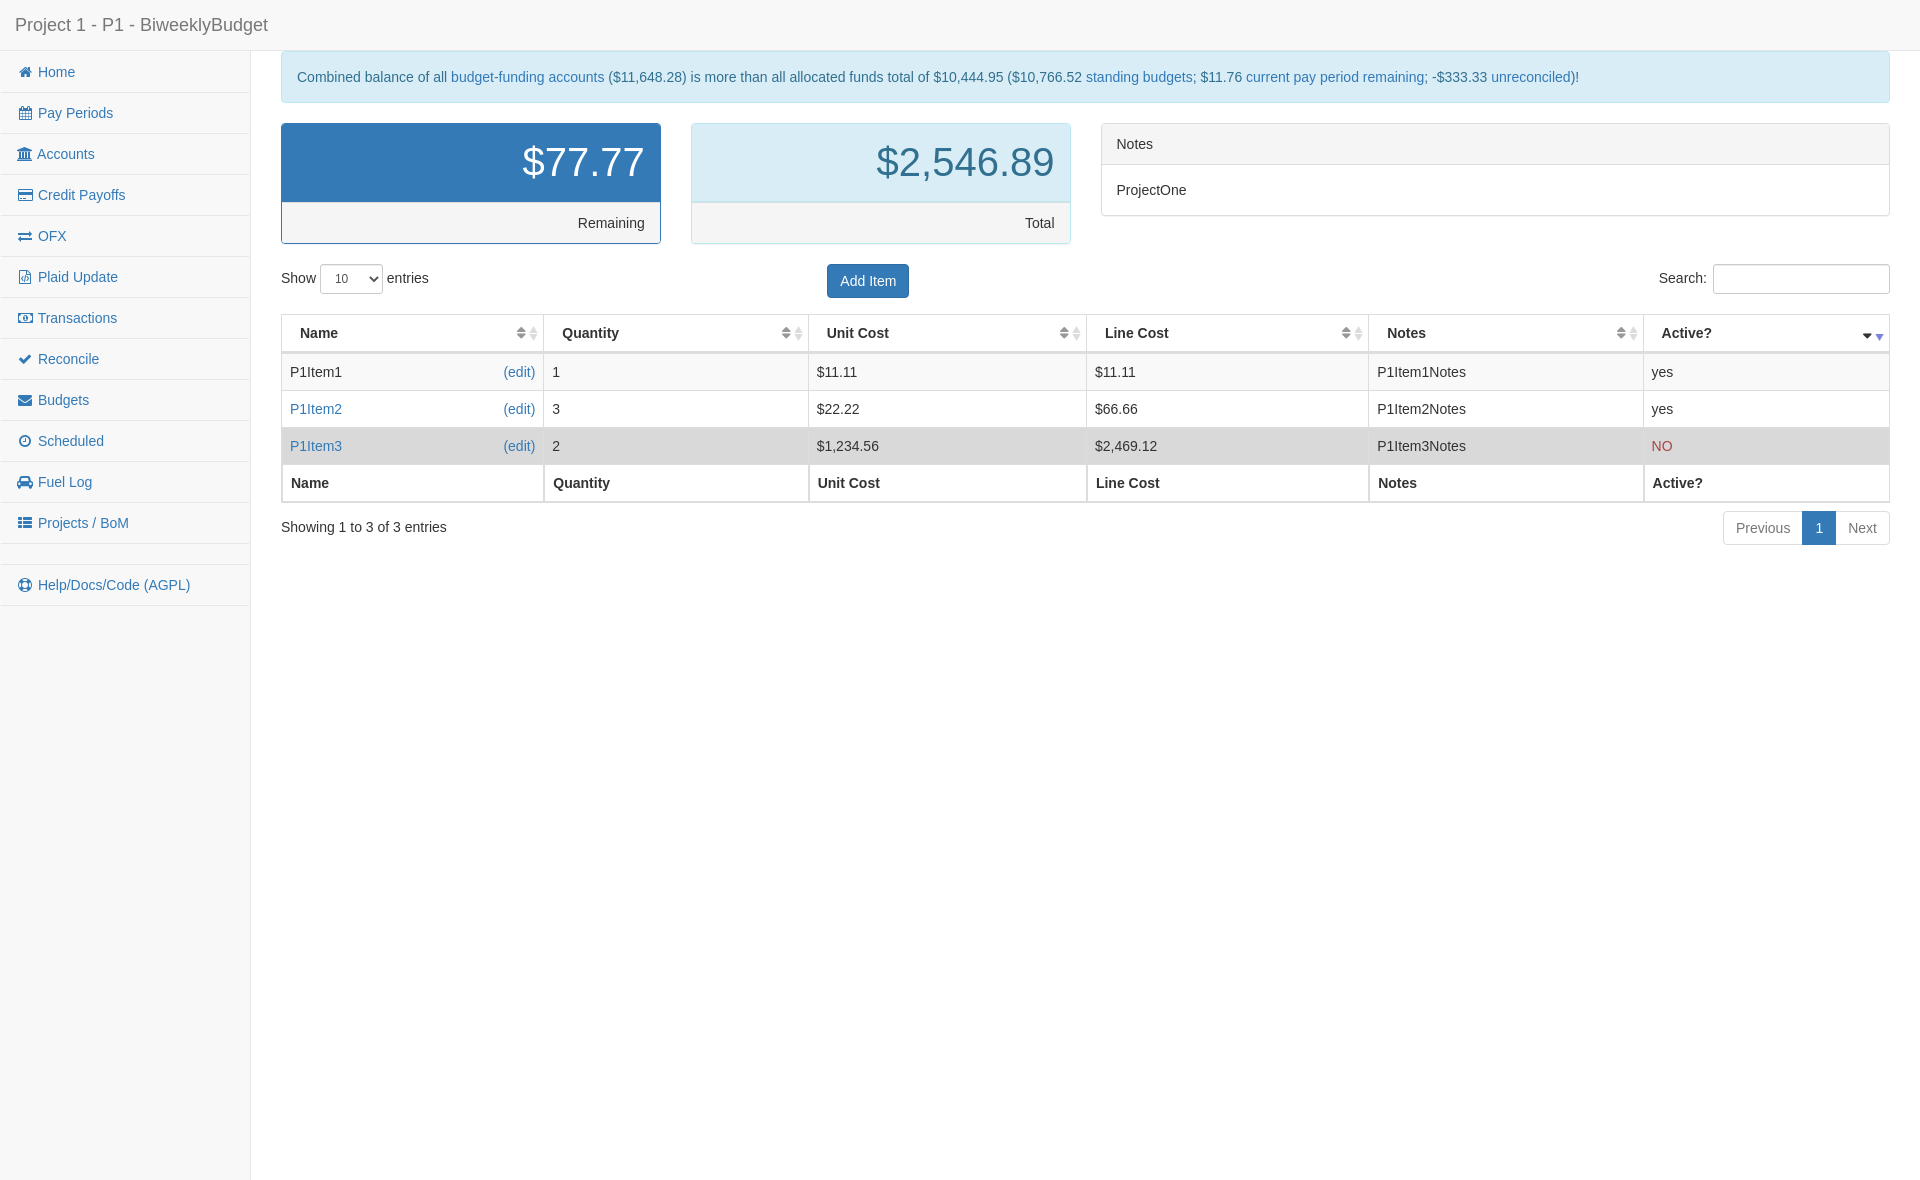 Project 1 - P1 - BiweeklyBudget
Home
Pay Periods
Accounts
Credit Payoffs
OFX
Plaid Update
Transactions
Reconcile
Budgets
Scheduled
Fuel Log
Projects / BoM
Help/Docs/Code (AGPL)
Combined balance of all budget-funding accounts ($11,648.28) is more than all allocated funds total of $10,444.95 ($10,766.52 standing budgets; $11.76 current pay period remaining; -$333.33 unreconciled)!
$77.77
Remaining
$2,546.89
Total
Notes
ProjectOne
Show 10 entries
Add Item
Search:
Name Quantity Unit Cost Line Cost Notes Active?
P1Item1 (edit) 1 $11.11 $11.11 P1Item1Notes yes
P1Item2 (edit) 3 $22.22 $66.66 P1Item2Notes yes
P1Item3 (edit) 2 $1,234.56 $2,469.12 P1Item3Notes NO
Name Quantity Unit Cost Line Cost Notes Active?
Showing 1 to 3 of 3 entries
Previous 1 Next